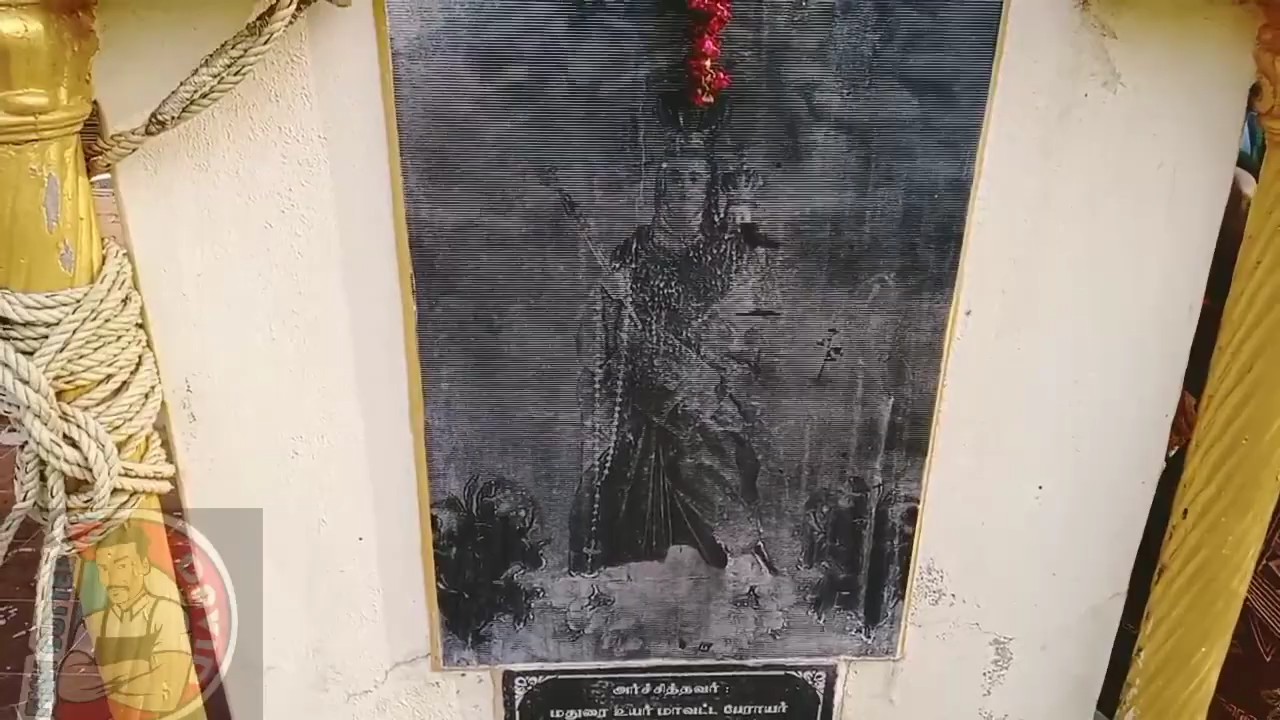 அர்ச்சித்தவர் :
மதுரை உயர் மாவட்ட பேராயர்